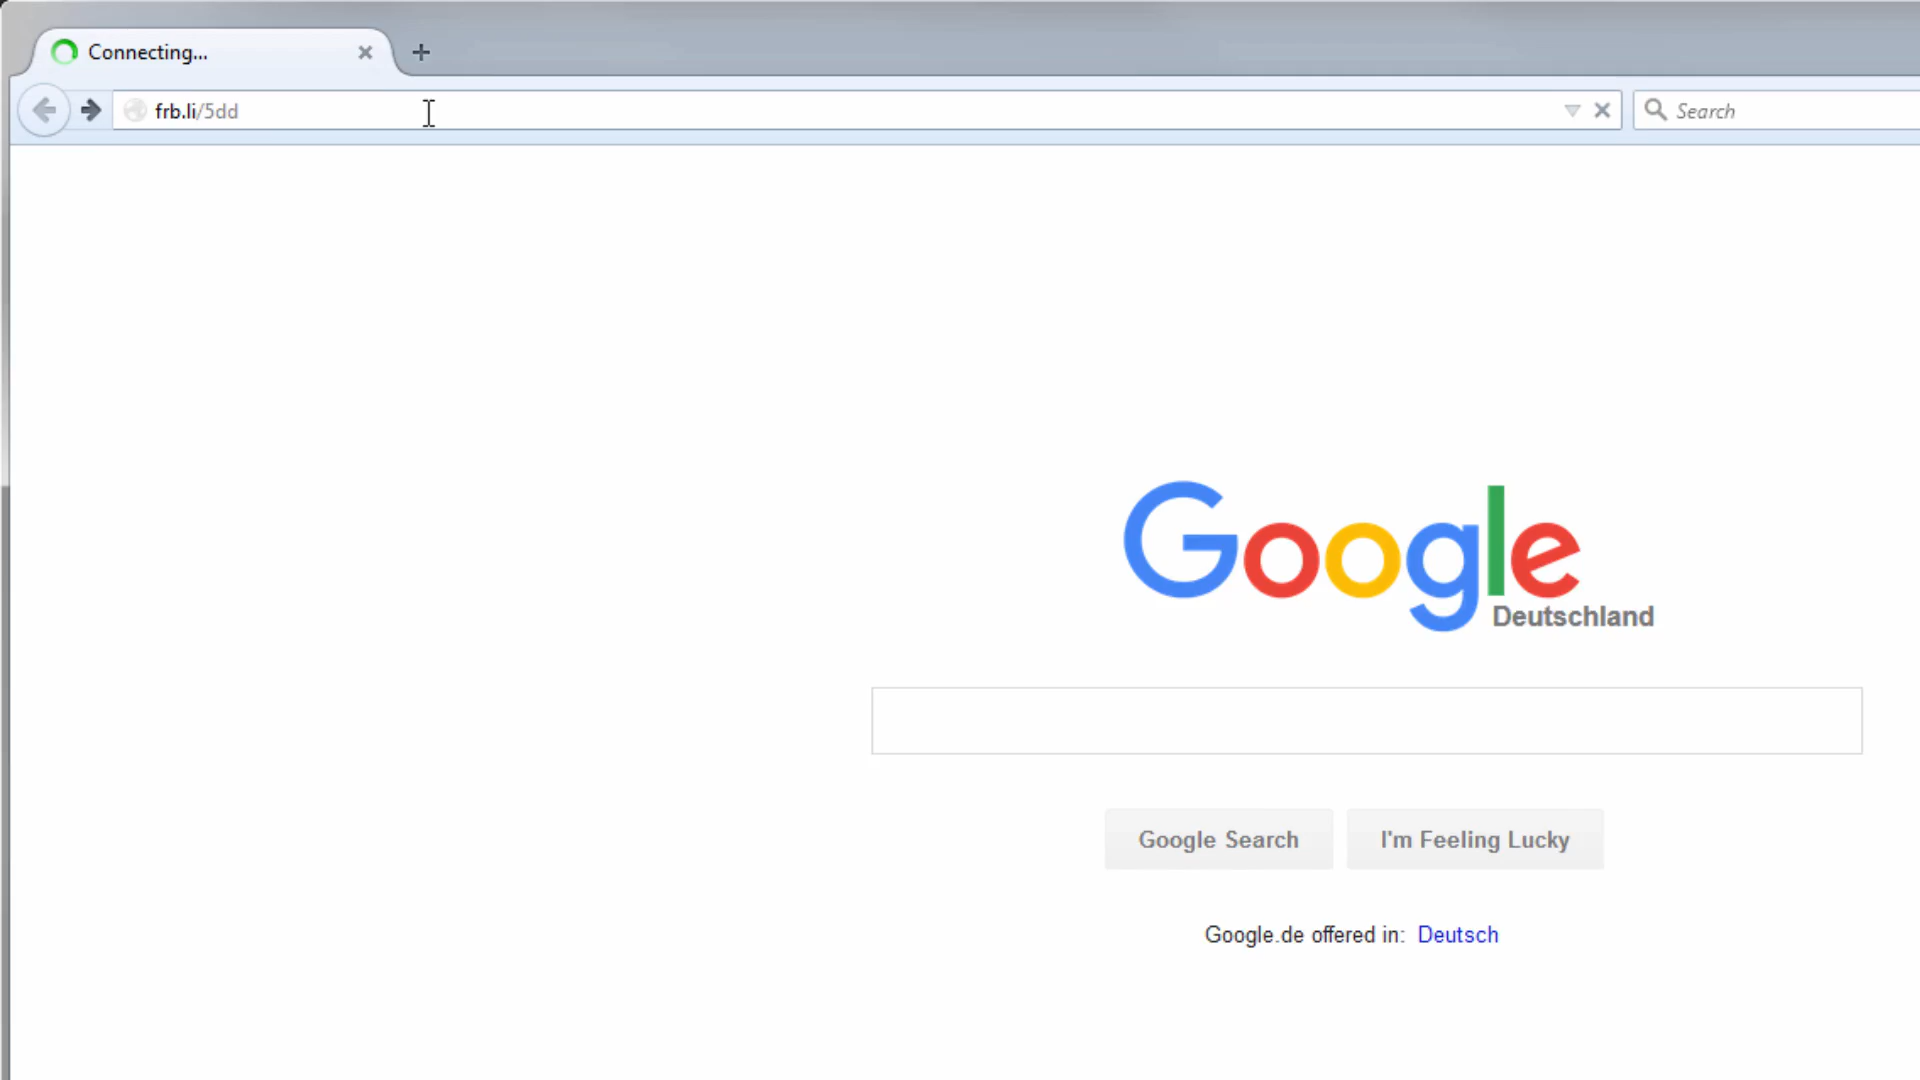 Connecting...
frb.li/5dd
Search
Google
Deutschland
Google Search
I'm Feeling Lucky
Google.de offered in: Deutsch